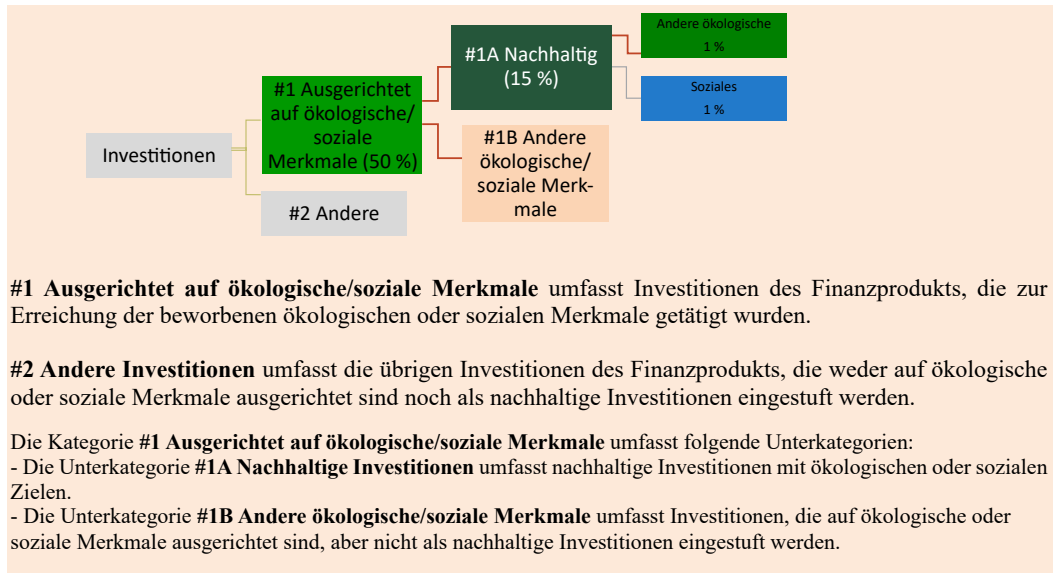 Andere ökologische
1 %
#1A Nachhaltig
(15 %)
Soziales
1 %
#1 Ausgerichtet
auf ökologische/
soziale
Merkmale (50 %)
#1B Andere
ökologische/
soziale Merk-
male
Investitionen
#2 Andere
#1 Ausgerichtet auf ökologische/soziale Merkmale umfasst Investitionen des Finanzprodukts, die zur
Erreichung der beworbenen ökologischen oder sozialen Merkmale getätigt wurden.
#2 Andere Investitionen umfasst die übrigen Investitionen des Finanzprodukts, die weder auf ökologische
oder soziale Merkmale ausgerichtet sind noch als nachhaltige Investitionen eingestuft werden.
Die Kategorie #1 Ausgerichtet auf ökologische/soziale Merkmale umfasst folgende Unterkategorien:
- Die Unterkategorie #1A Nachhaltige Investitionen umfasst nachhaltige Investitionen mit ökologischen oder sozialen
Zielen.
- Die Unterkategorie #1B Andere ökologische/soziale Merkmale umfasst Investitionen, die auf ökologische oder
soziale Merkmale ausgerichtet sind, aber nicht als nachhaltige Investitionen eingestuft werden.